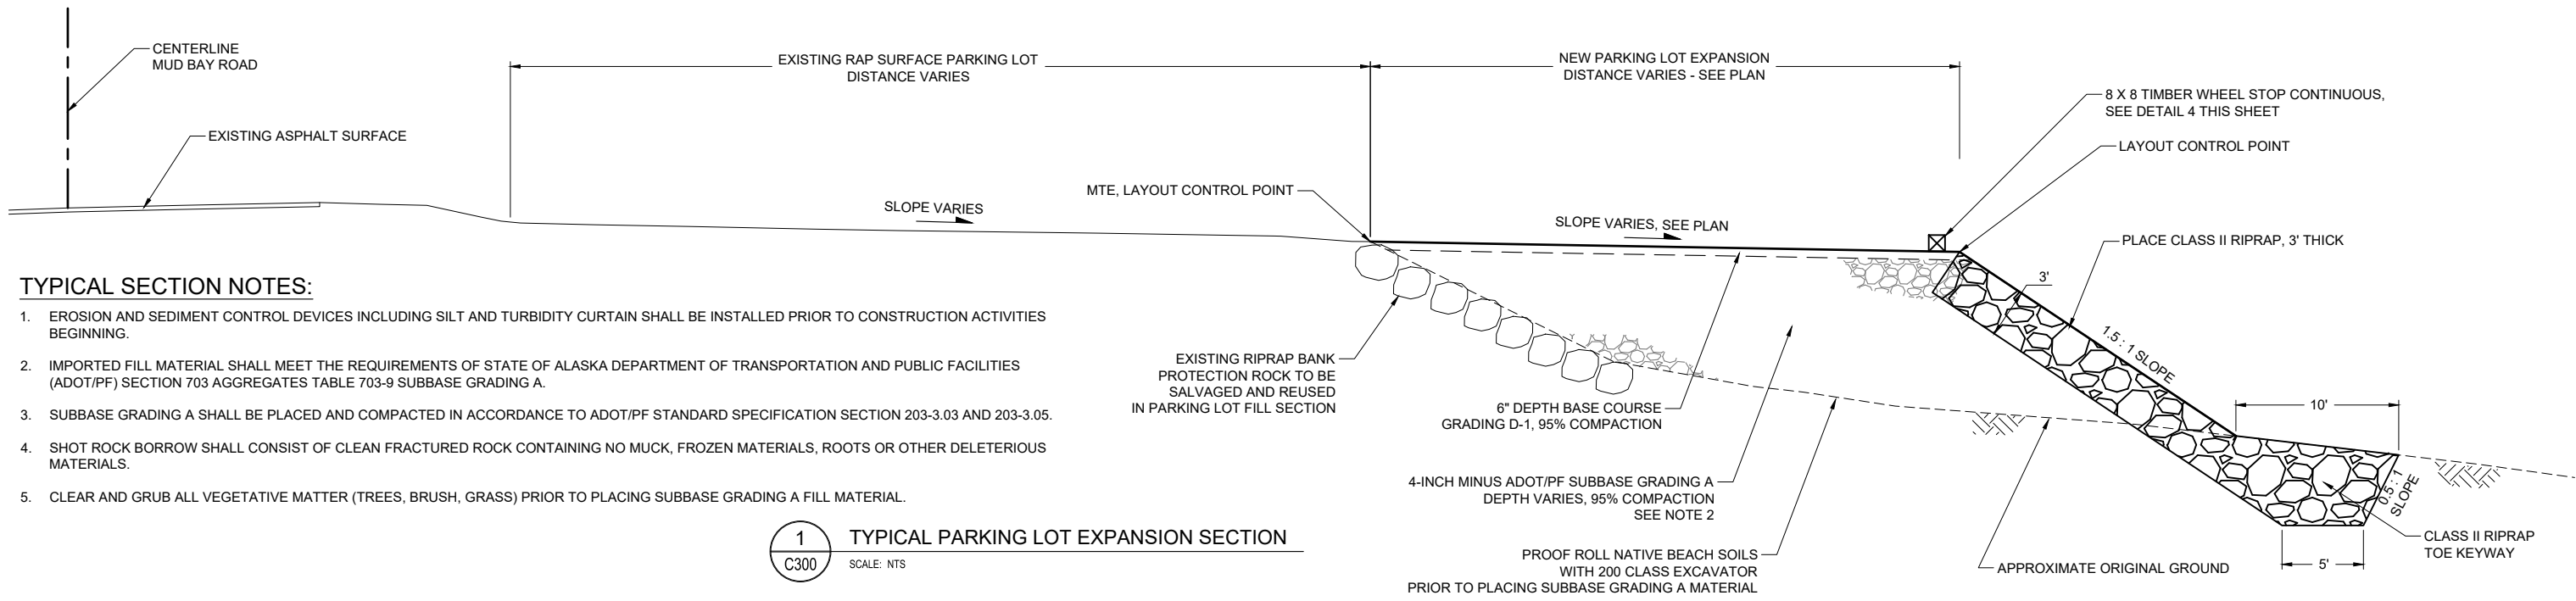 CENTERLINE
MUD BAY ROAD
EXISTING ASPHALT SURFACE
EXISTING RAP SURFACE PARKING LOT
DISTANCE VARIES
NEW PARKING LOT EXPANSION
DISTANCE VARIES - SEE PLAN
8 X 8 TIMBER WHEEL STOP CONTINUOUS,
SEE DETAIL 4 THIS SHEET
LAYOUT CONTROL POINT
MTE, LAYOUT CONTROL POINT
SLOPE VARIES
SLOPE VARIES, SEE PLAN
PLACE CLASS II RIPRAP, 3' THICK
3'
1.5 : 1 SLOPE
10'
0.5 : 1
SLOPE
5'
CLASS II RIPRAP
TOE KEYWAY
APPROXIMATE ORIGINAL GROUND
EXISTING RIPRAP BANK
PROTECTION ROCK TO BE
SALVAGED AND REUSED
IN PARKING LOT FILL SECTION
6" DEPTH BASE COURSE
GRADING D-1, 95% COMPACTION
4-INCH MINUS ADOT/PF SUBBASE GRADING A
DEPTH VARIES, 95% COMPACTION
SEE NOTE 2
PROOF ROLL NATIVE BEACH SOILS
WITH 200 CLASS EXCAVATOR
PRIOR TO PLACING SUBBASE GRADING A MATERIAL
TYPICAL SECTION NOTES:
1. EROSION AND SEDIMENT CONTROL DEVICES INCLUDING SILT AND TURBIDITY CURTAIN SHALL BE INSTALLED PRIOR TO CONSTRUCTION ACTIVITIES
BEGINNING.
2. IMPORTED FILL MATERIAL SHALL MEET THE REQUIREMENTS OF STATE OF ALASKA DEPARTMENT OF TRANSPORTATION AND PUBLIC FACILITIES
(ADOT/PF) SECTION 703 AGGREGATES TABLE 703-9 SUBBASE GRADING A.
3. SUBBASE GRADING A SHALL BE PLACED AND COMPACTED IN ACCORDANCE TO ADOT/PF STANDARD SPECIFICATION SECTION 203-3.03 AND 203-3.05.
4. SHOT ROCK BORROW SHALL CONSIST OF CLEAN FRACTURED ROCK CONTAINING NO MUCK, FROZEN MATERIALS, ROOTS OR OTHER DELETERIOUS
MATERIALS.
5. CLEAR AND GRUB ALL VEGETATIVE MATTER (TREES, BRUSH, GRASS) PRIOR TO PLACING SUBBASE GRADING A FILL MATERIAL.
1
C300
TYPICAL PARKING LOT EXPANSION SECTION
SCALE: NTS